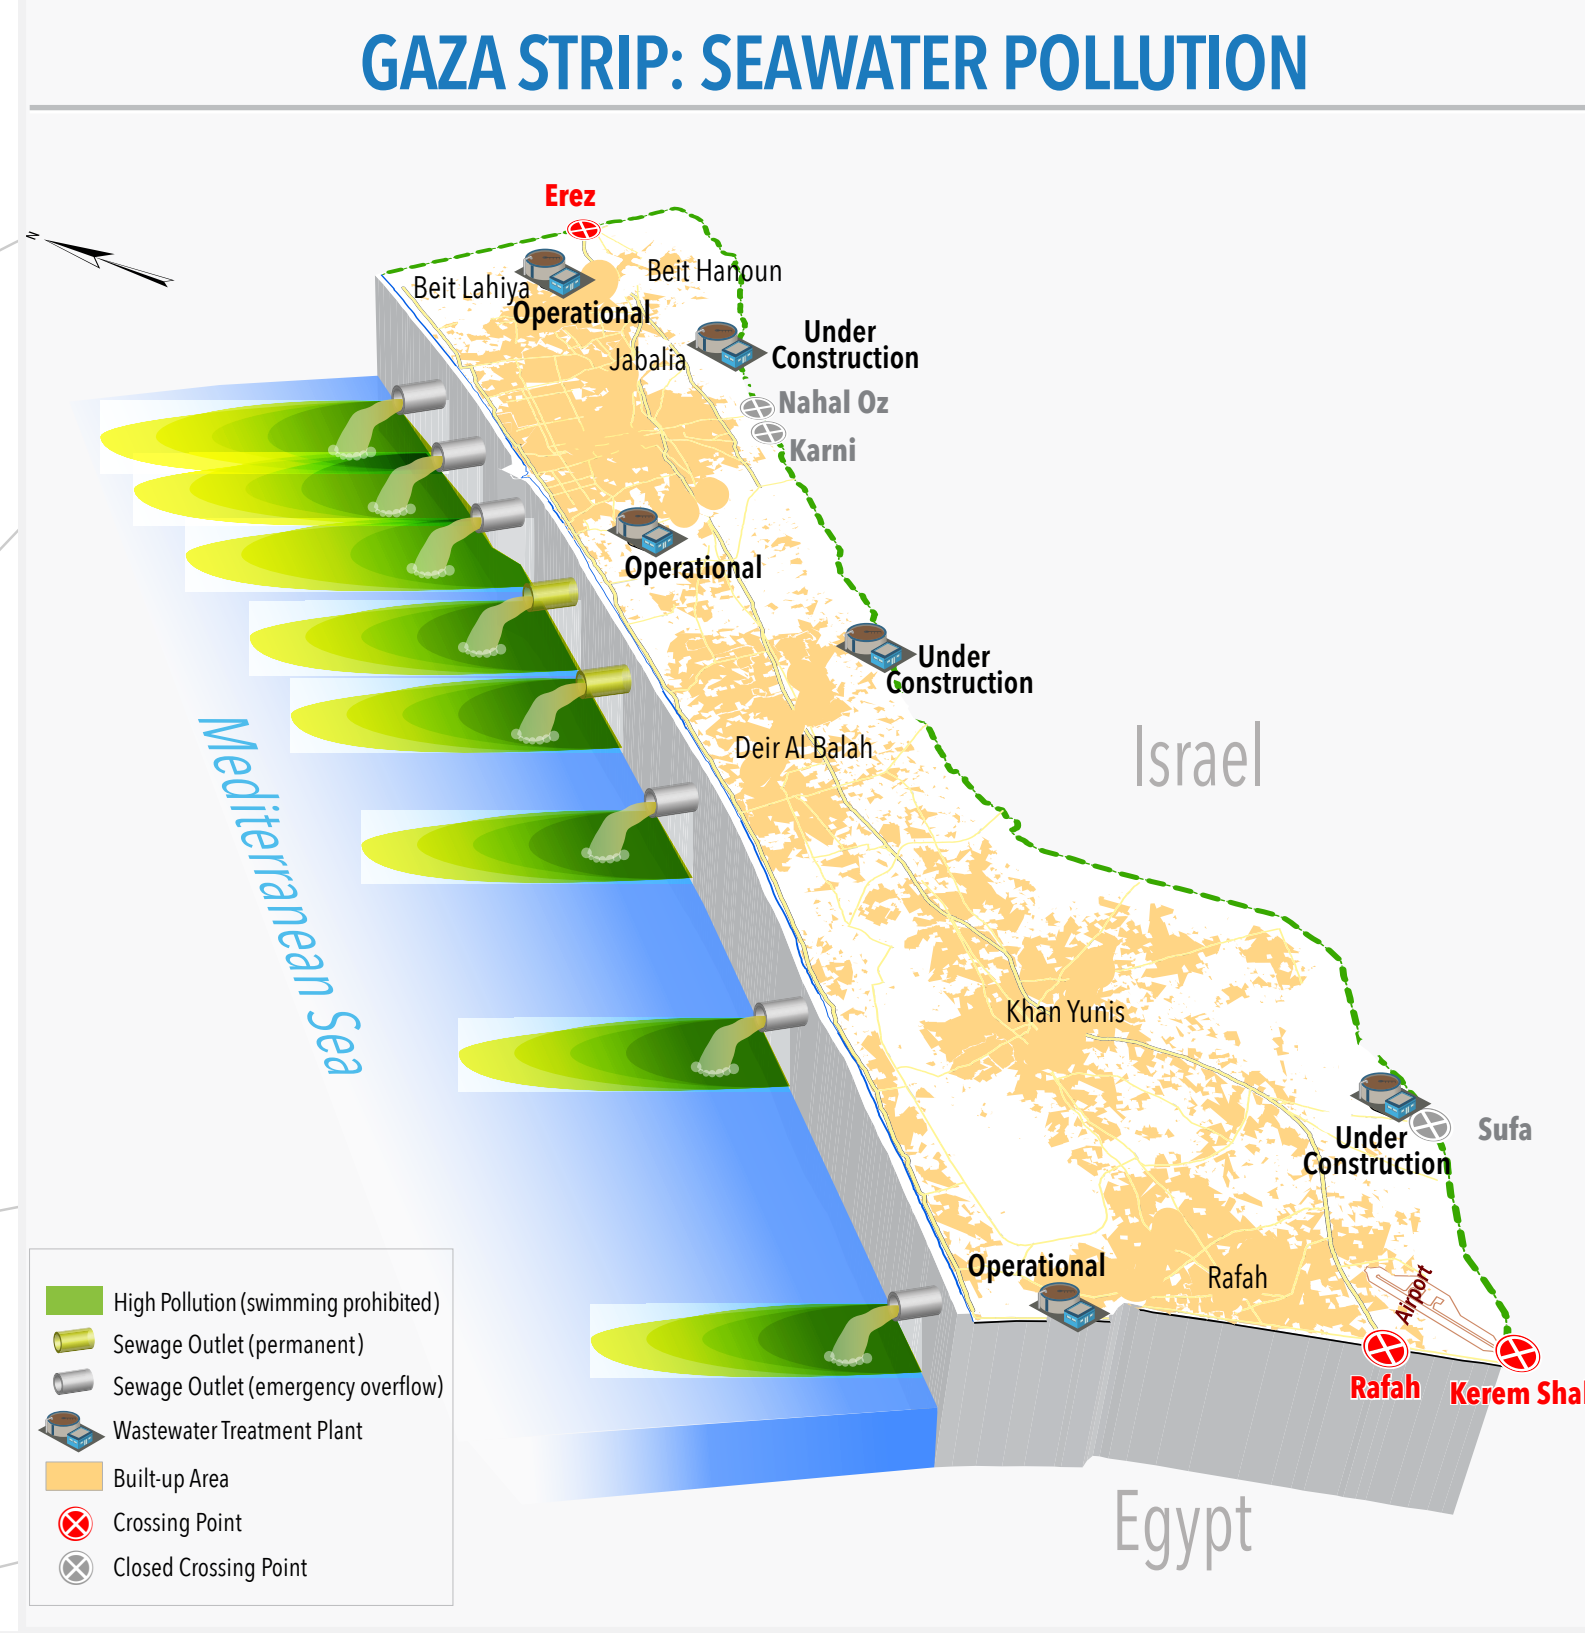 GAZA STRIP: SEAWATER POLLUTION
N
Erez
Beit Hanoun
Beit Lahiya
Operational
Under
Construction
Jabalia
Nahal Oz
Karni
Operational
Under
Construction
Israel
Deir Al Balah
Mediterranean Sea
Khan Yunis
Under
Construction
Sufa
Operational
Rafah
Airport
Rafah
Kerem Shal
Egypt
High Pollution (swimming prohibited)
Sewage Outlet (permanent)
Sewage Outlet (emergency overflow)
Wastewater Treatment Plant
Built-up Area
Crossing Point
Closed Crossing Point